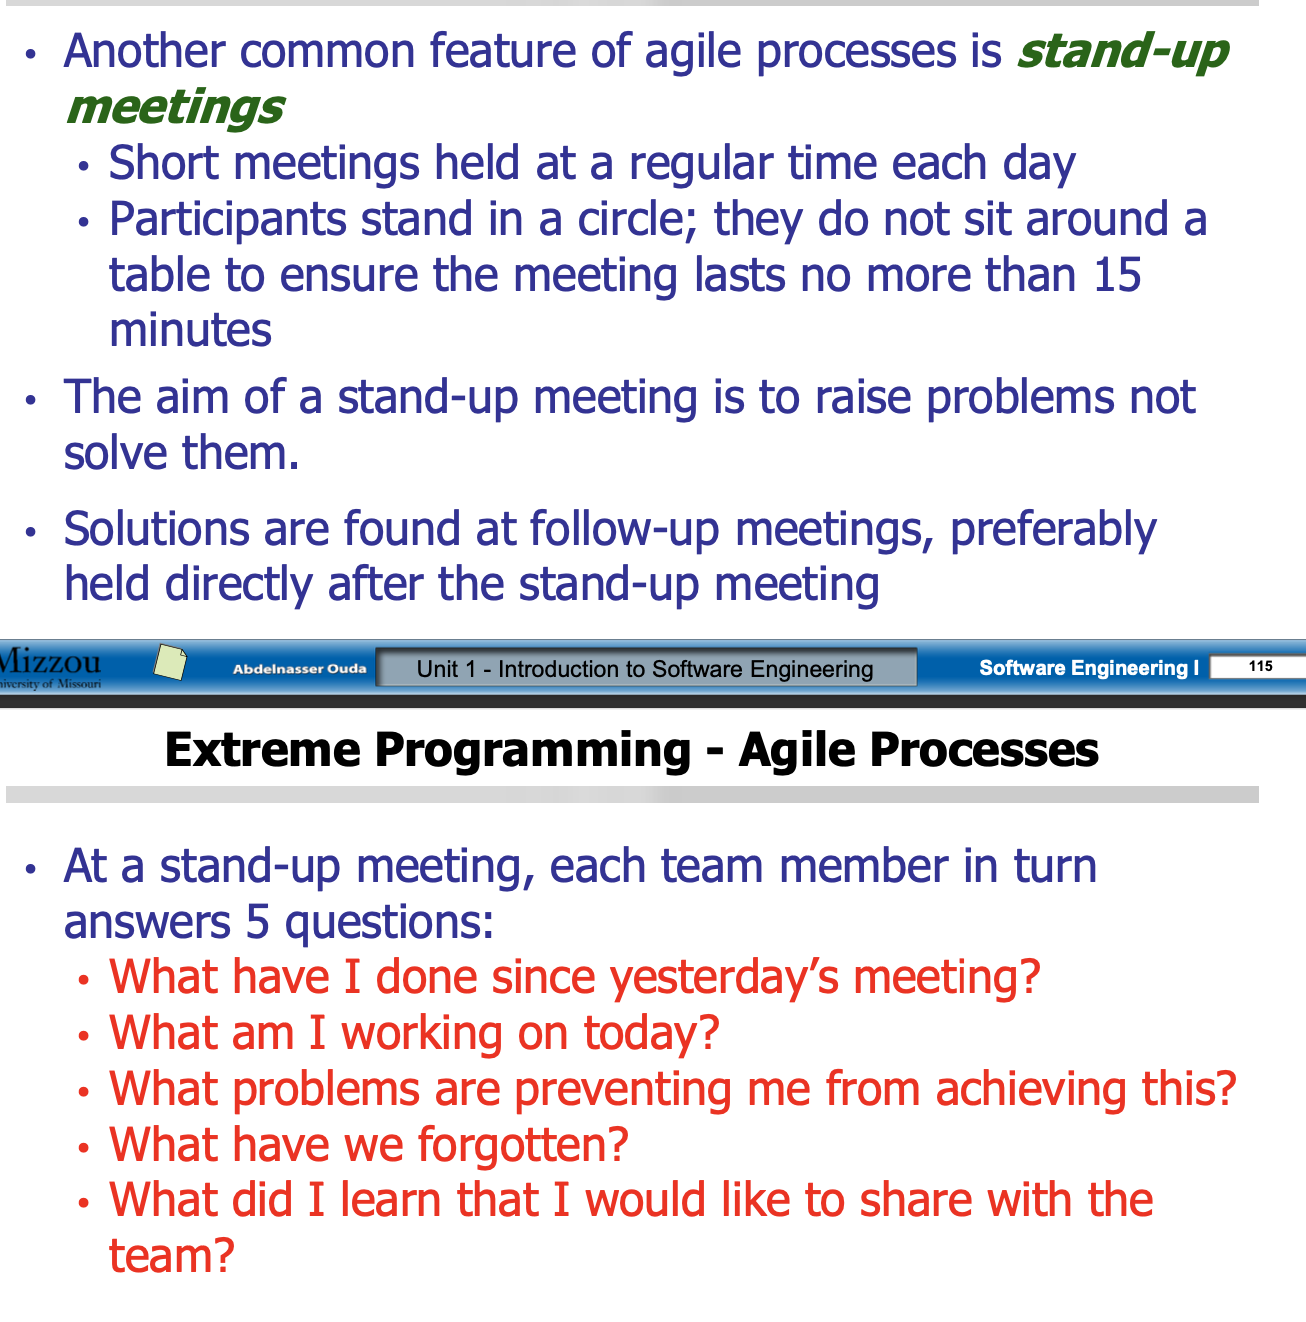 • Another common feature of agile processes is stand-up
meetings
• Short meetings held at a regular time each day
• Participants stand in a circle; they do not sit around a
table to ensure the meeting lasts no more than 15
minutes
• The aim of a stand-up meeting is to raise problems not
solve them.
• Solutions are found at follow-up meetings, preferably
held directly after the stand-up meeting
Mizzou
University of Missouri
Abdelnasser Ouda
Unit 1 - Introduction to Software Engineering
Software Engineering I
115
Extreme Programming - Agile Processes
• At a stand-up meeting, each team member in turn
answers 5 questions:
• What have I done since yesterday’s meeting?
• What am I working on today?
• What problems are preventing me from achieving this?
• What have we forgotten?
• What did I learn that I would like to share with the
team?